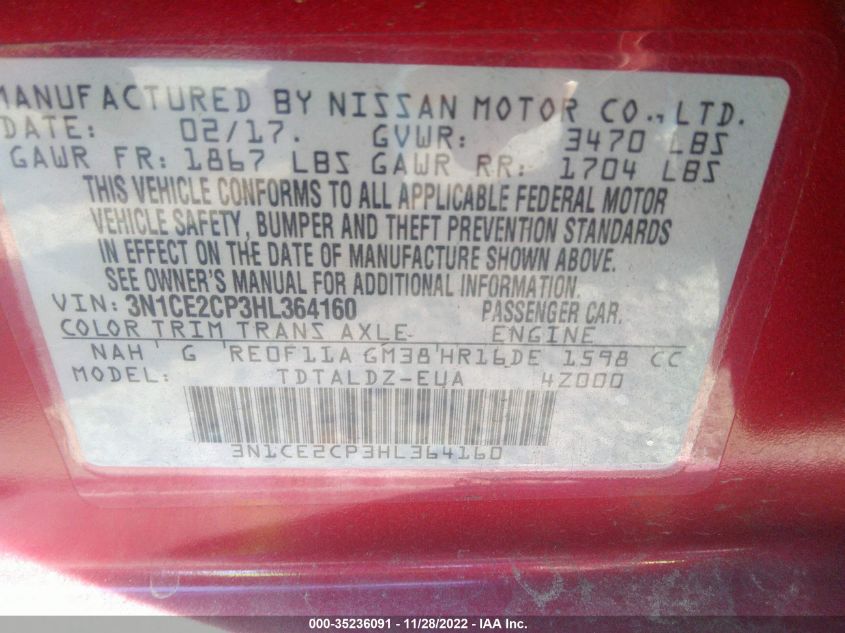 MANUFACTURED BY NISSAN MOTOR CO., LTD.
DATE: 02/17. GVWR: 3470 LBS
GAWR FR: 1867 LBS GAWR RR: 1704 LBS
THIS VEHICLE CONFORMS TO ALL APPLICABLE FEDERAL MOTOR
VEHICLE SAFETY, BUMPER AND THEFT PREVENTION STANDARDS
IN EFFECT ON THE DATE OF MANUFACTURE SHOWN ABOVE.
SEE OWNER'S MANUAL FOR ADDITIONAL INFORMATION.
VIN: 3N1CE2CP3HL364160 PASSENGER CAR.
COLOR TRIM TRANS AXLE ENGINE
NAH G RE0F11A GM38 HR16DE 1598 CC
MODEL: TDTALDZ-EUA 4Z000
3N1CE2CP3HL364160
000-35236091 - 11/28/2022 - IAA Inc.